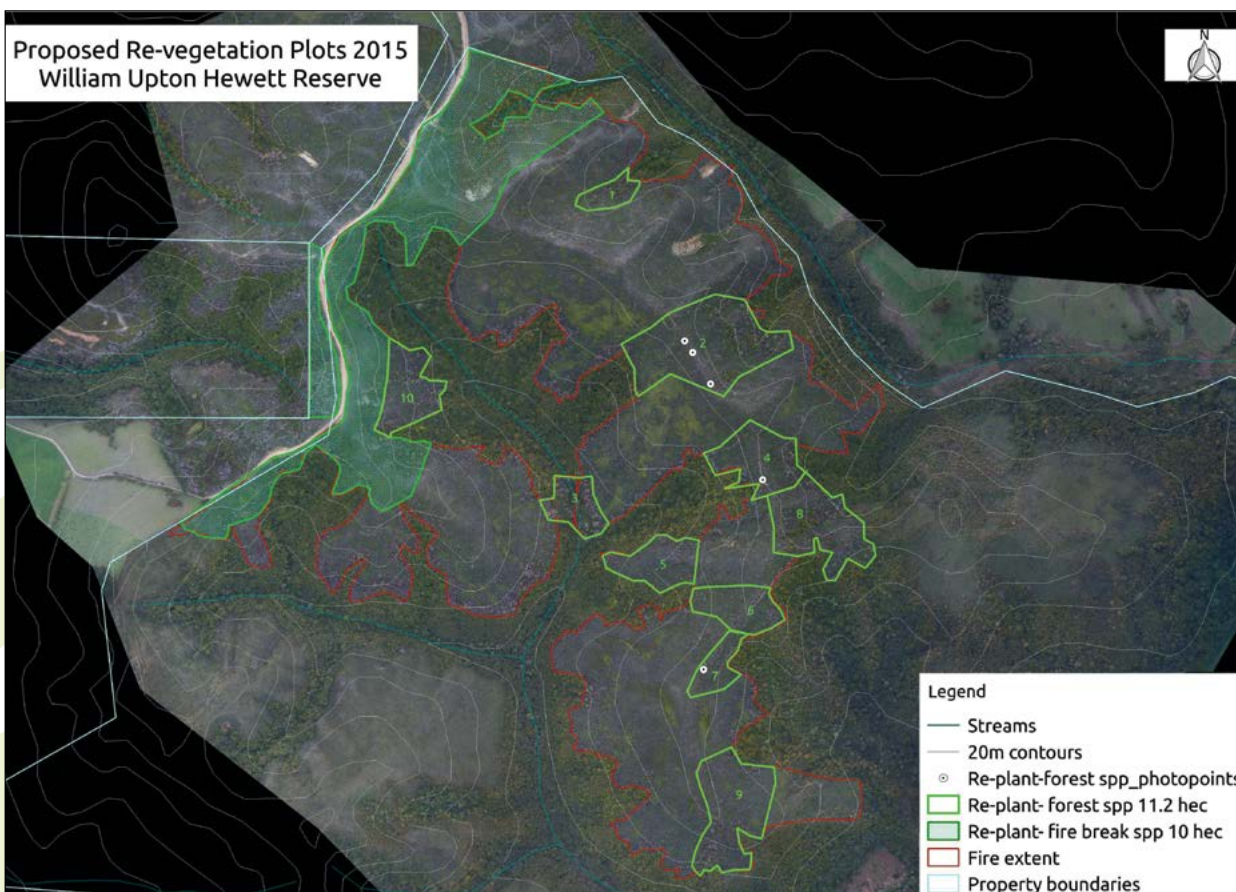 Proposed Re-vegetation Plots 2015
William Upton Hewett Reserve
N
1
2
10
4
3
8
5
6
7
9
Legend
Streams
20m contours
Re-plant-forest spp_photopoints
Re-plant- forest spp 11.2 hec
Re-plant- fire break spp 10 hec
Fire extent
Property boundaries